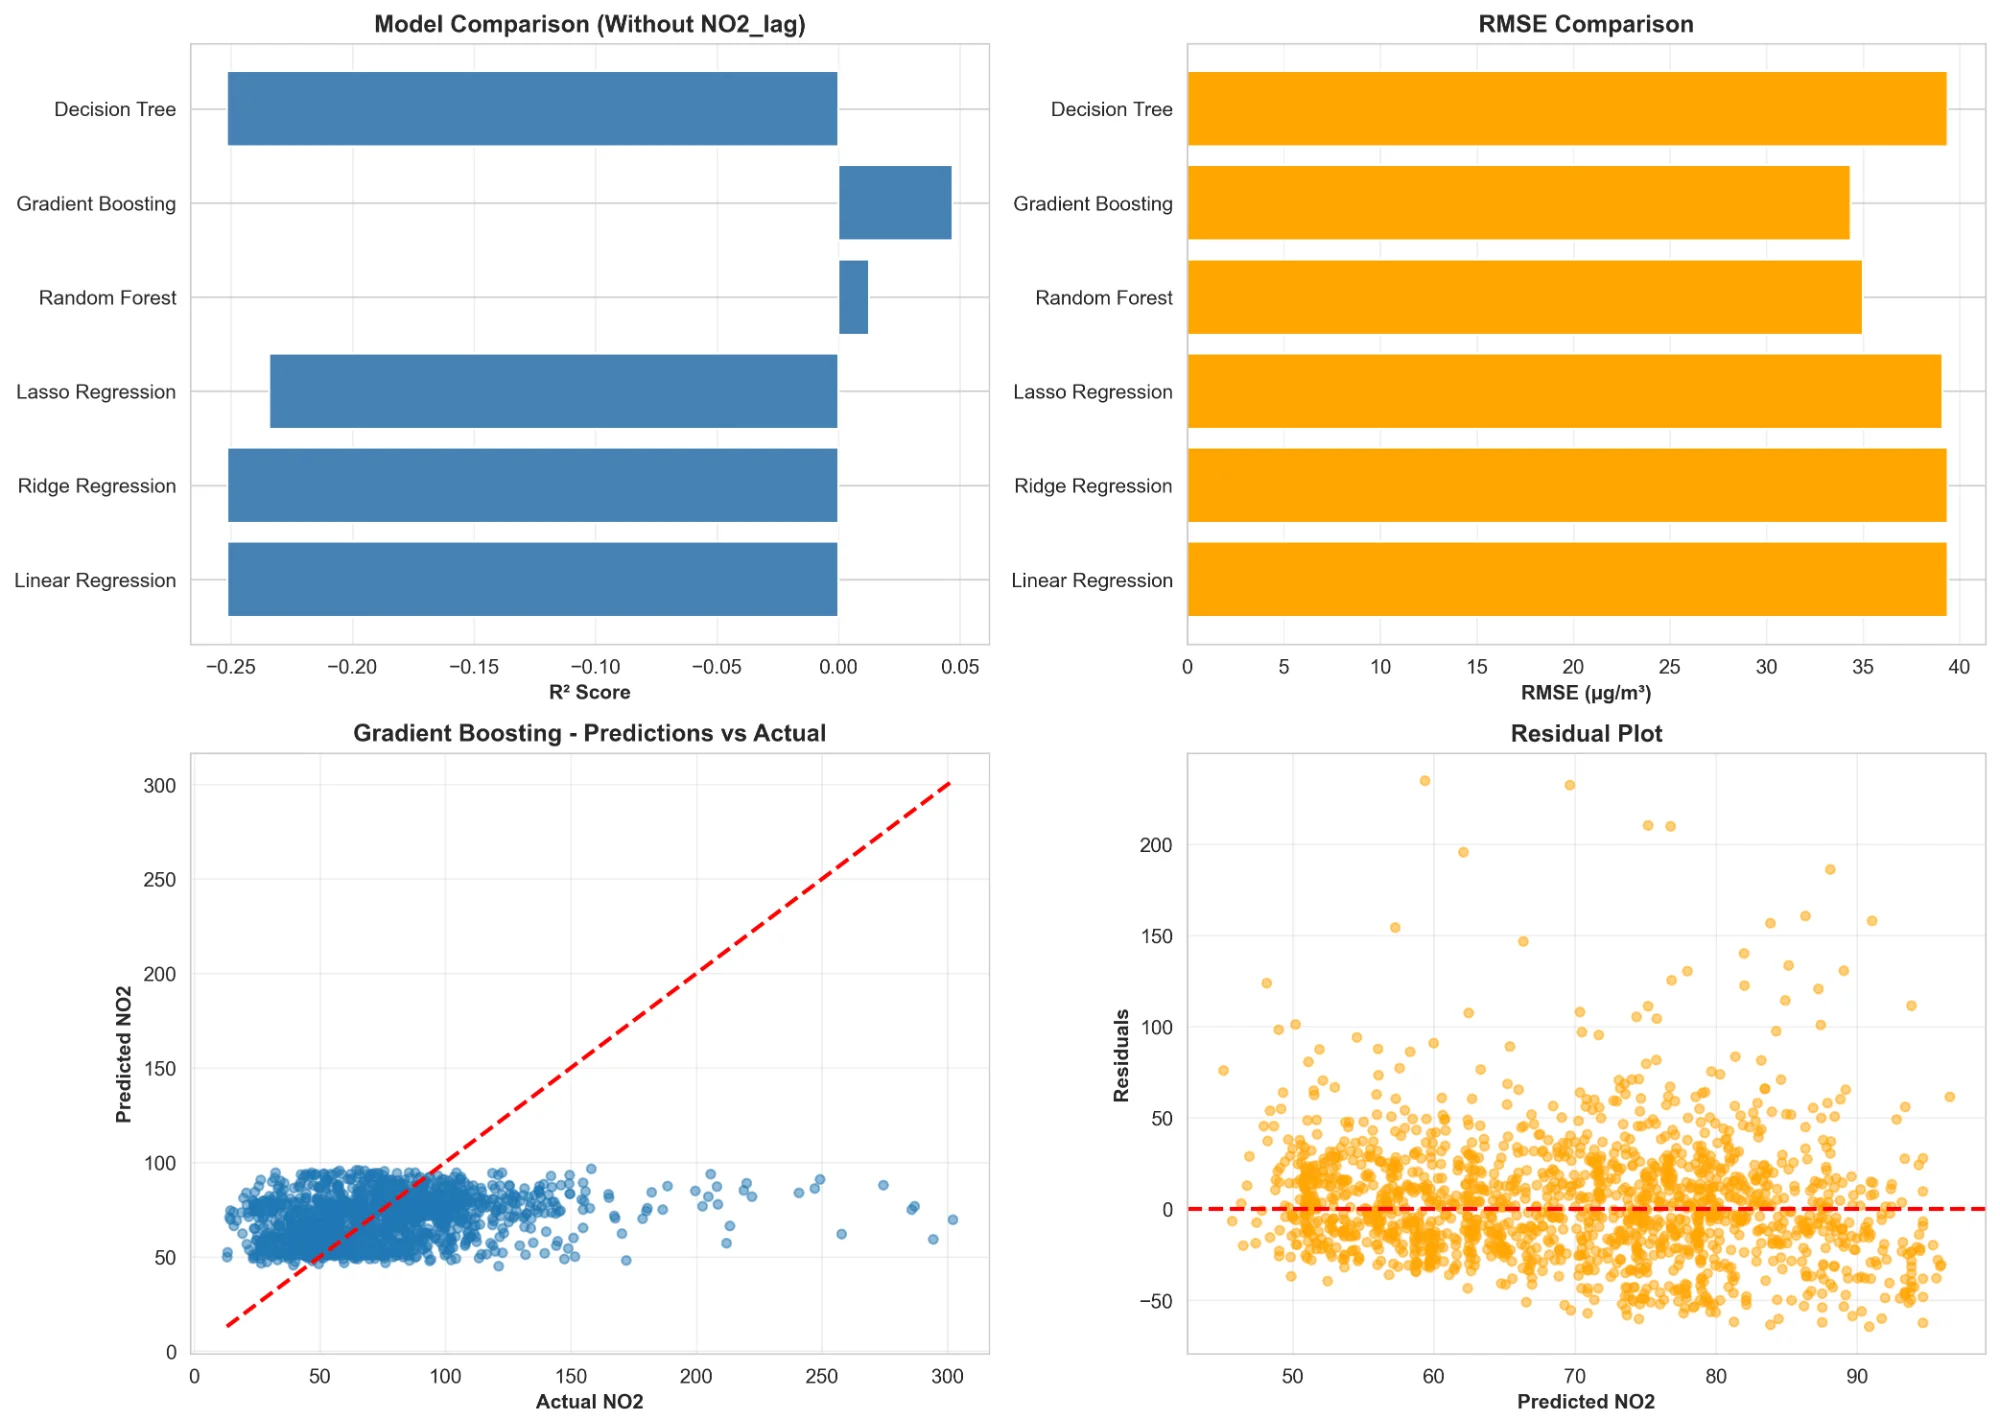 Model Comparison (Without NO2_lag)
Decision Tree
Gradient Boosting
Random Forest
Lasso Regression
Ridge Regression
Linear Regression
−0.25 −0.20 −0.15 −0.10 −0.05 0.00 0.05
R² Score
RMSE Comparison
Decision Tree
Gradient Boosting
Random Forest
Lasso Regression
Ridge Regression
Linear Regression
0 5 10 15 20 25 30 35 40
RMSE (μg/m³)
Gradient Boosting - Predictions vs Actual
Predicted NO2
300
250
200
150
100
50
0
0 50 100 150 200 250 300
Actual NO2
Residual Plot
Residuals
200
150
100
50
0
−50
50 60 70 80 90
Predicted NO2